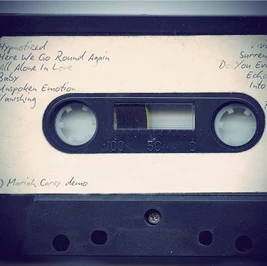 Hypnotized
Here We Go Round Again
All Alone In Love
Baby
Unspoken Emotion
Vanishing
Surren
Do You Ev
Echo
Into
100 50 0
Mariah Carey demo